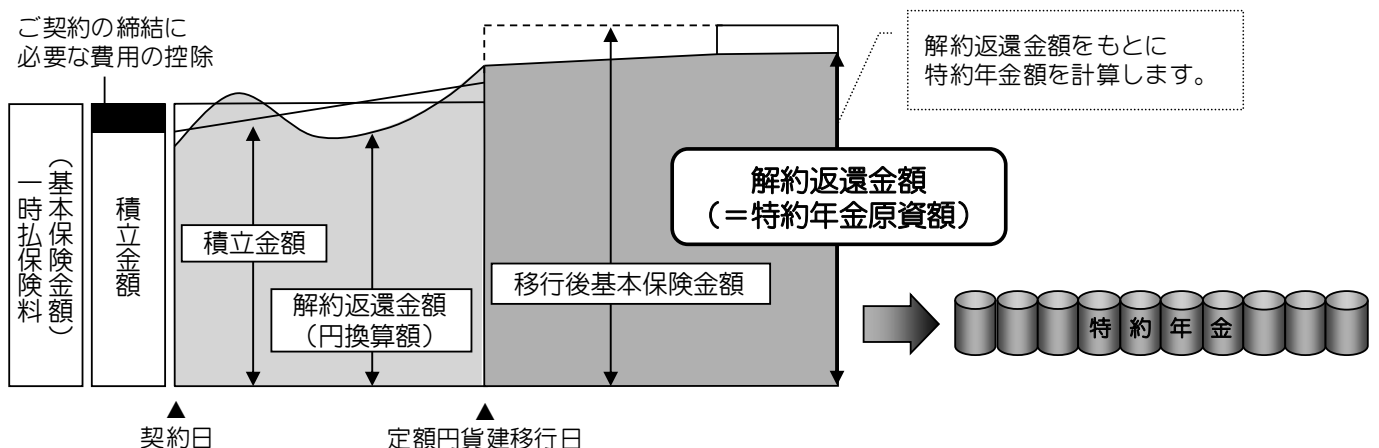 ご契約の締結に
必要な費用の控除
一時払保険料
（基本保険金額）
積立金額
積立金額
解約返還金額
（円換算額）
移行後基本保険金額
解約返還金額をもとに
特約年金額を計算します。
解約返還金額
（＝特約年金原資額）
特約年金
契約日
定額円貨建移行日